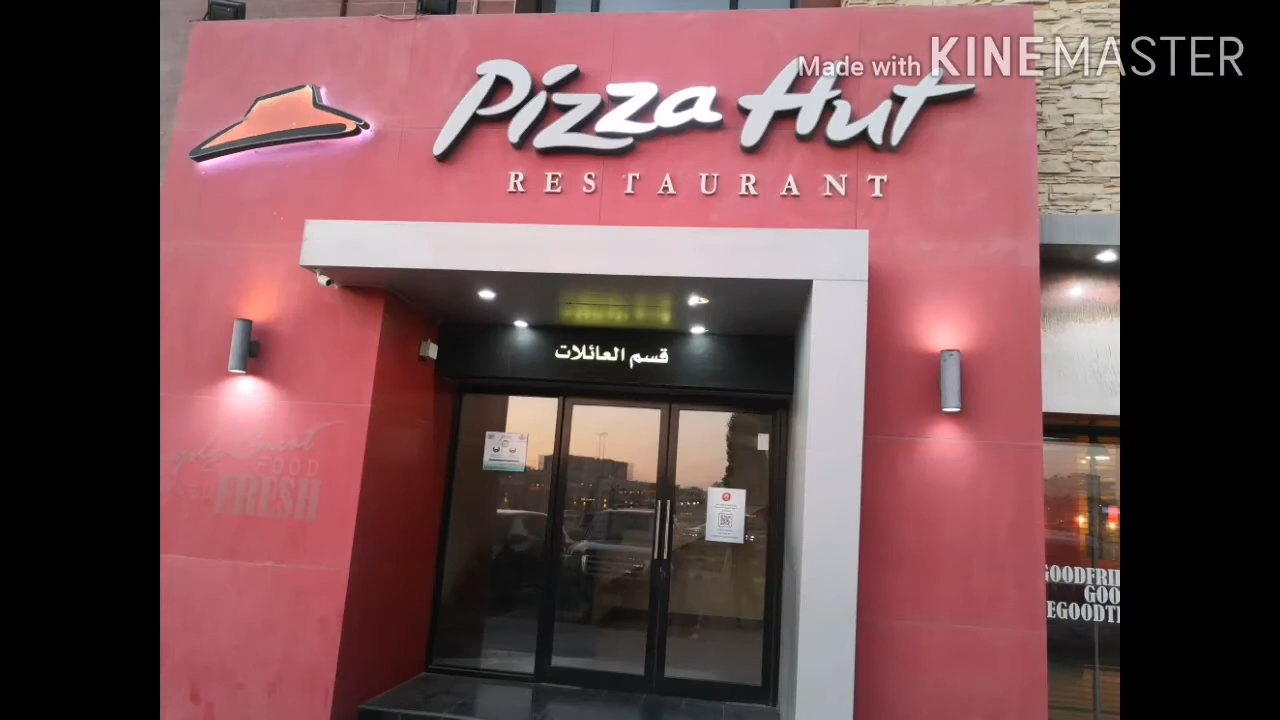 Made with KINEMASTER
Pizza Hut
RESTAURANT
قسم العائلات
FOOD
FRESH
GOODFRI
GOO
EGOODT